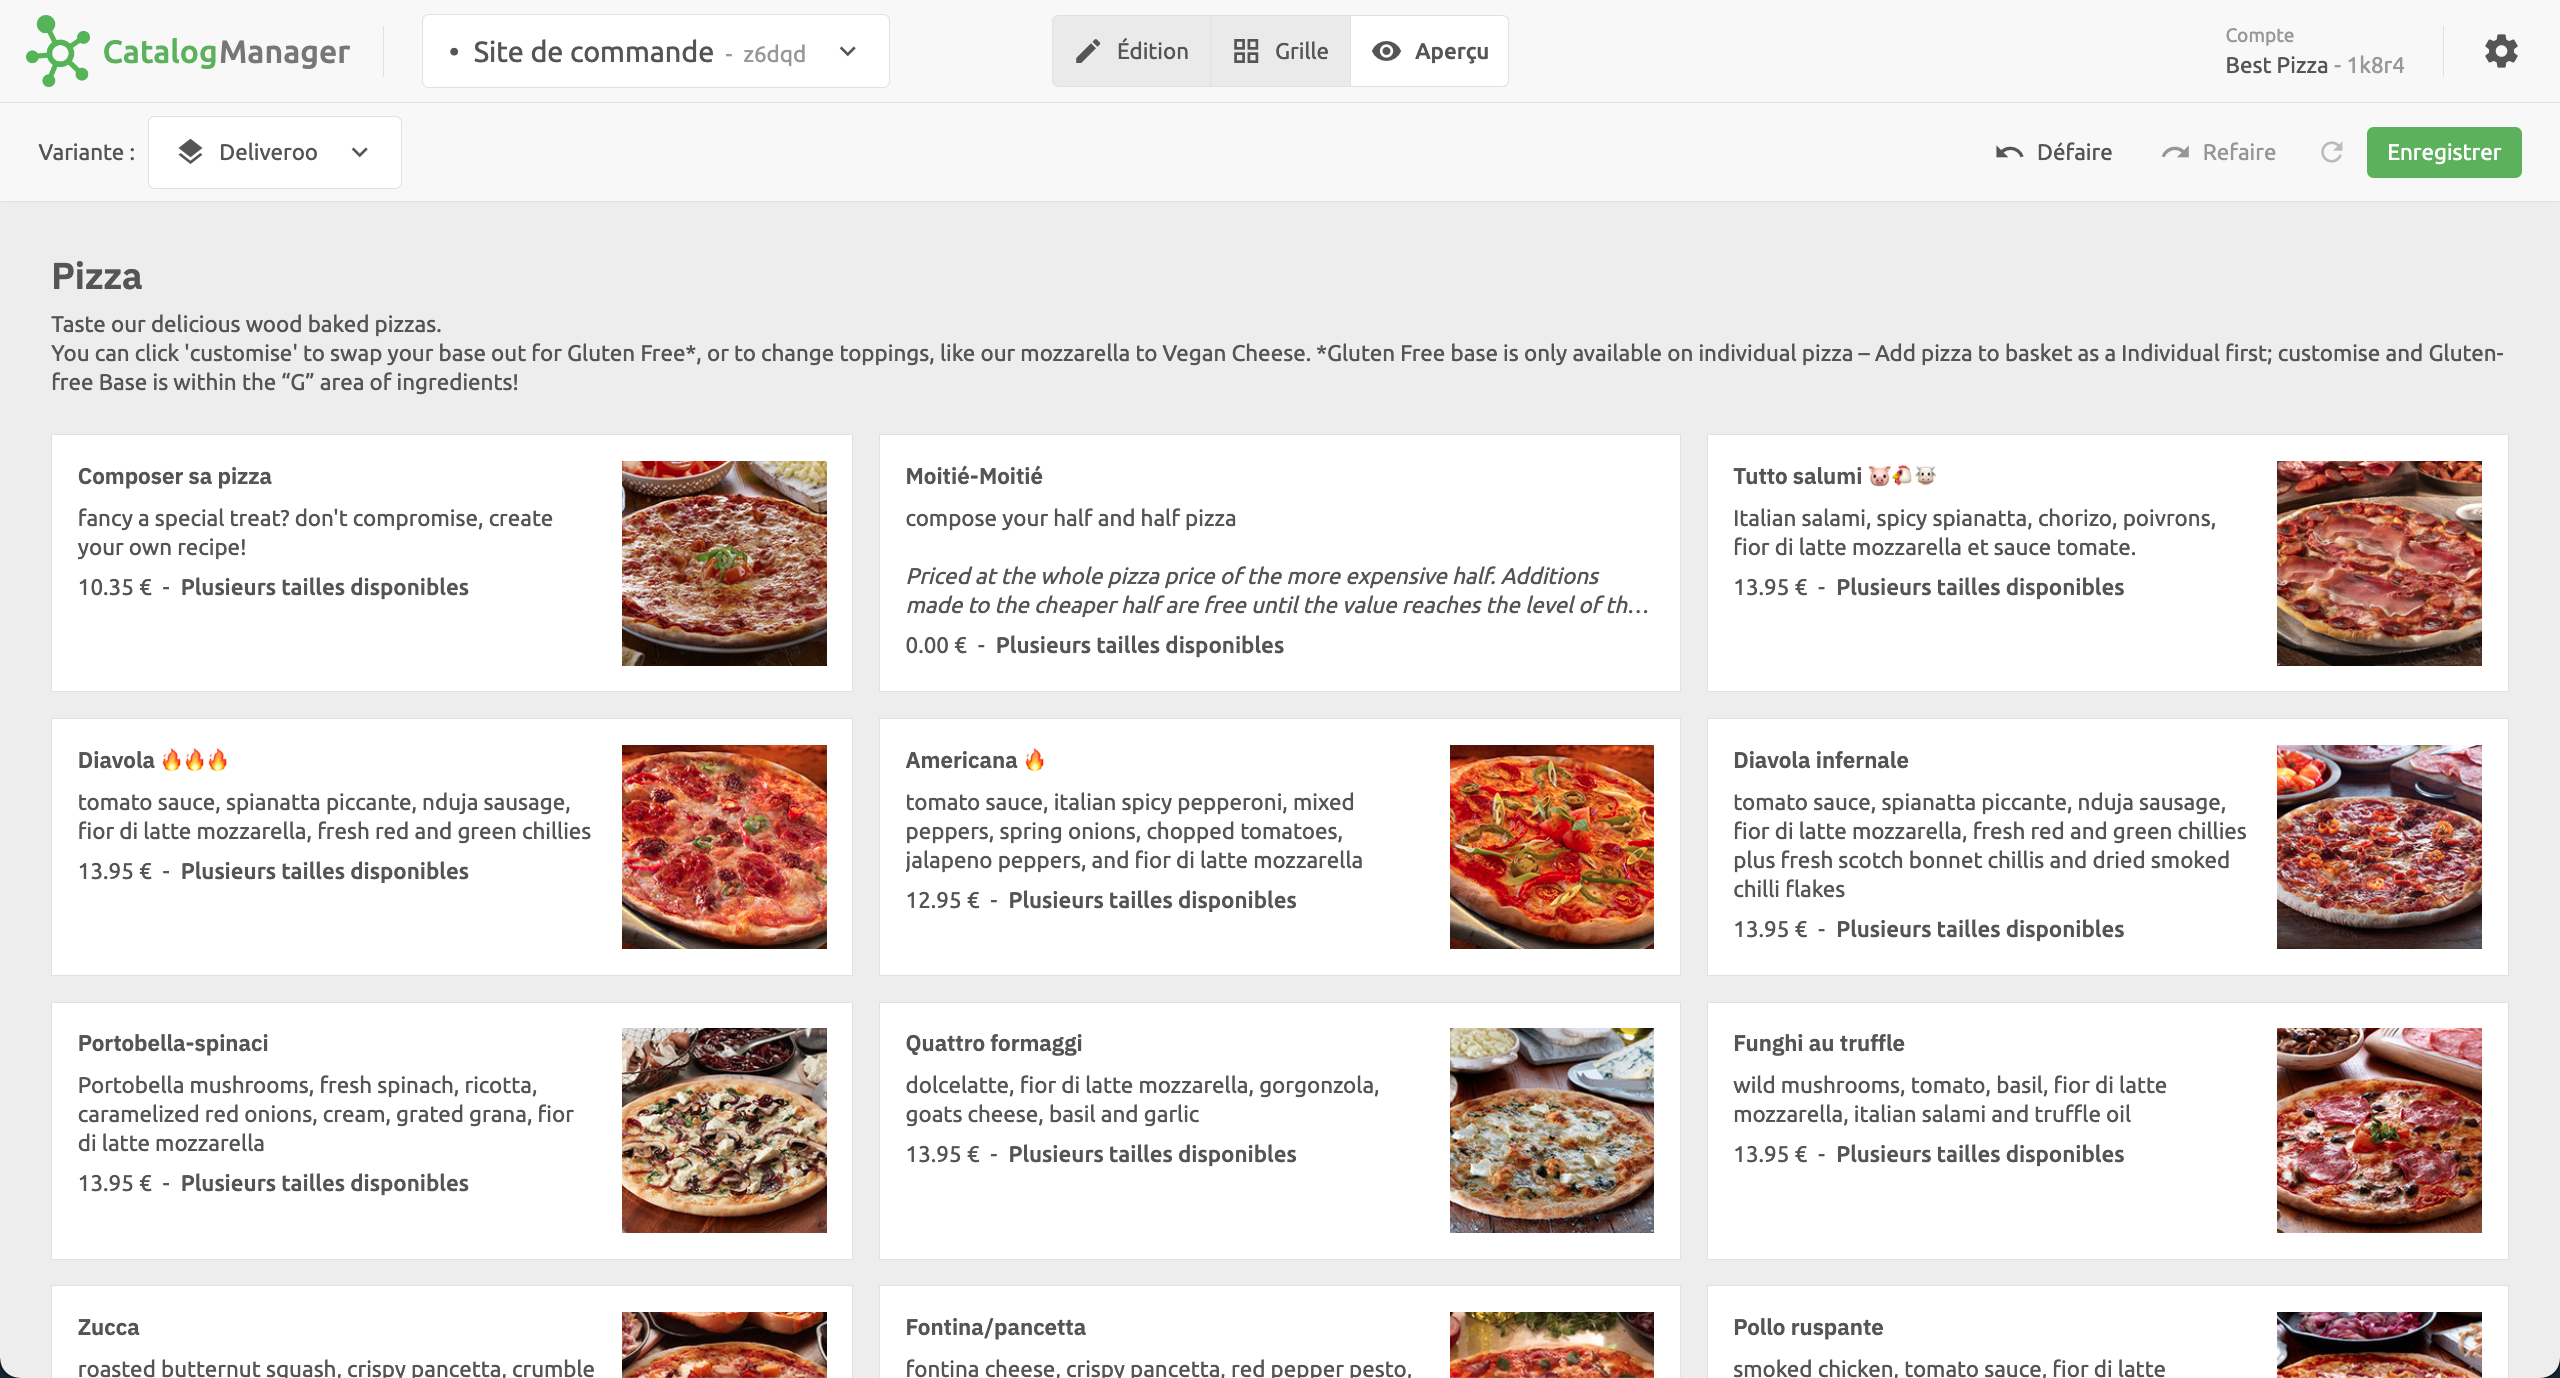 CatalogManager
• Site de commande - z6dqd
Édition
Grille
Aperçu
Compte
Best Pizza - 1k8r4
Variante :
Deliveroo
Défaire
Refaire
Enregistrer
Pizza
Taste our delicious wood baked pizzas.
You can click 'customise' to swap your base out for Gluten Free*, or to change toppings, like our mozzarella to Vegan Cheese. *Gluten Free base is only available on individual pizza – Add pizza to basket as a Individual first; customise and Gluten-
free Base is within the “G” area of ingredients!
Composer sa pizza
fancy a special treat? don't compromise, create
your own recipe!
10.35 € - Plusieurs tailles disponibles
Moitié-Moitié
compose your half and half pizza
Priced at the whole pizza price of the more expensive half. Additions
made to the cheaper half are free until the value reaches the level of th…
0.00 € - Plusieurs tailles disponibles
Tutto salumi 🐷🐔🐮
Italian salami, spicy spianatta, chorizo, poivrons,
fior di latte mozzarella et sauce tomate.
13.95 € - Plusieurs tailles disponibles
Diavola 🔥🔥🔥
tomato sauce, spianatta piccante, nduja sausage,
fior di latte mozzarella, fresh red and green chillies
13.95 € - Plusieurs tailles disponibles
Americana 🔥
tomato sauce, italian spicy pepperoni, mixed
peppers, spring onions, chopped tomatoes,
jalapeno peppers, and fior di latte mozzarella
12.95 € - Plusieurs tailles disponibles
Diavola infernale
tomato sauce, spianatta piccante, nduja sausage,
fior di latte mozzarella, fresh red and green chillies
plus fresh scotch bonnet chillis and dried smoked
chilli flakes
13.95 € - Plusieurs tailles disponibles
Portobella-spinaci
Portobella mushrooms, fresh spinach, ricotta,
caramelized red onions, cream, grated grana, fior
di latte mozzarella
13.95 € - Plusieurs tailles disponibles
Quattro formaggi
dolcelatte, fior di latte mozzarella, gorgonzola,
goats cheese, basil and garlic
13.95 € - Plusieurs tailles disponibles
Funghi au truffle
wild mushrooms, tomato, basil, fior di latte
mozzarella, italian salami and truffle oil
13.95 € - Plusieurs tailles disponibles
Zucca
roasted butternut squash, crispy pancetta, crumble
Fontina/pancetta
fontina cheese, crispy pancetta, red pepper pesto,
Pollo ruspante
smoked chicken, tomato sauce, fior di latte